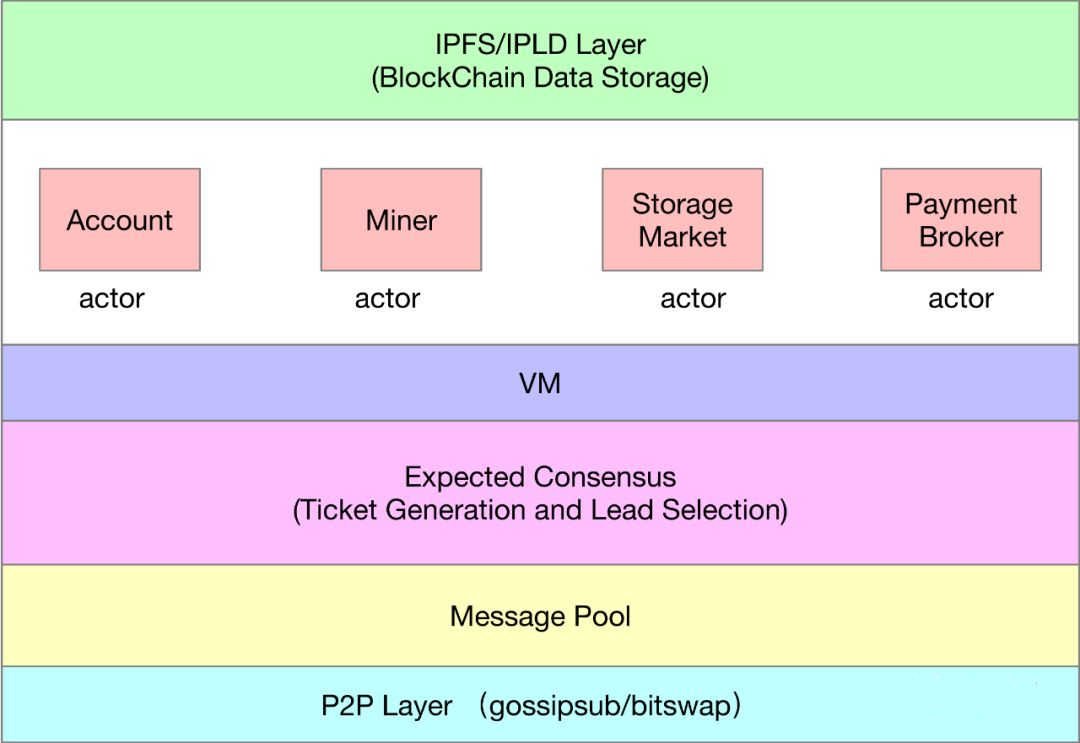 IPFS/IPLD Layer
(BlockChain Data Storage)
Account
Miner
Storage
Market
Payment
Broker
actor
actor
actor
actor
VM
Expected Consensus
(Ticket Generation and Lead Selection)
Message Pool
P2P Layer （gossipsub/bitswap）